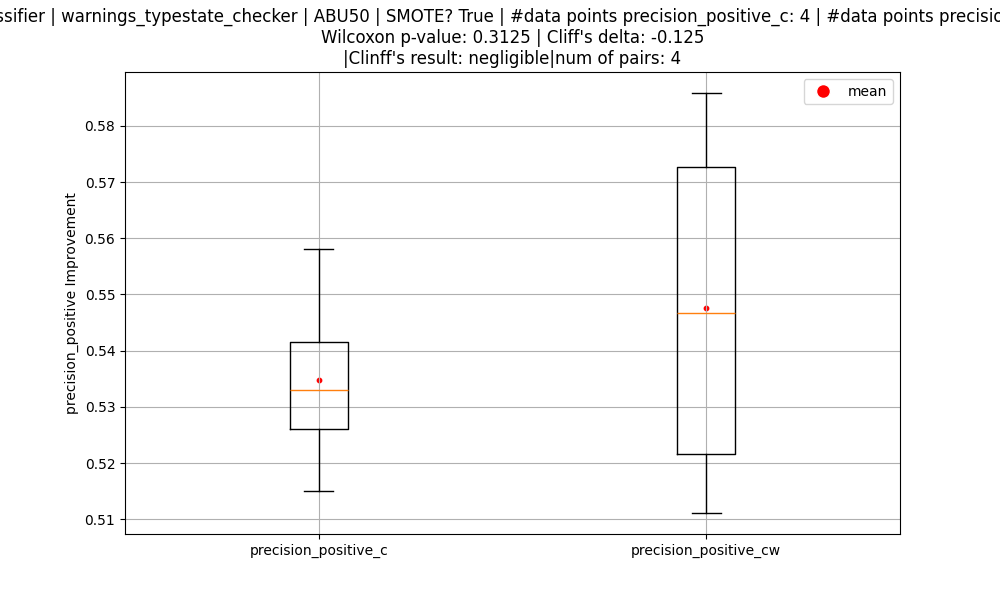 | warnings_typestate_checker | ABU50 | SMOTE? True | #data points precision_positive_c: 4 | #data points
Wilcoxon p-value: 0.3125 | Cliff's delta: -0.125
|Clinff's result: negligible|num of pairs: 4
mean
0.58
0.57
0.56
0.55
0.54
0.53
0.52
0.51
precision_positive Improvement
precision_positive_c
precision_positive_cw